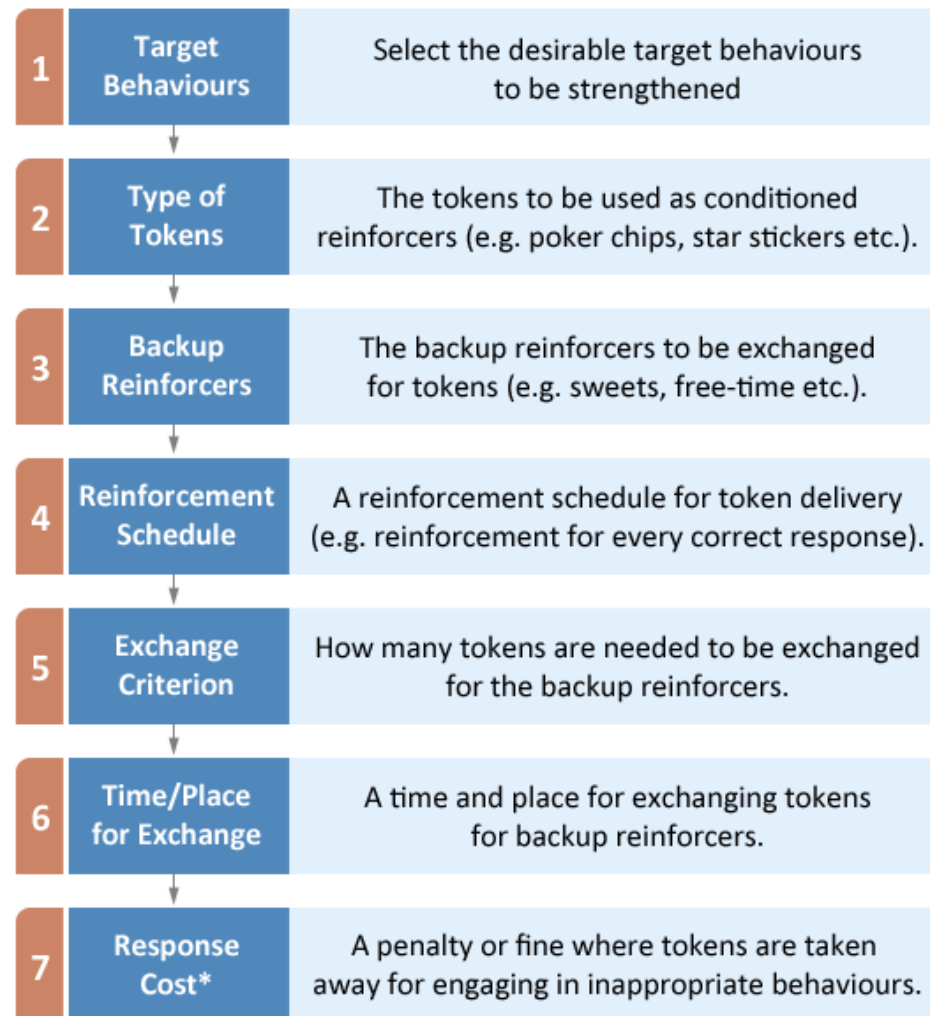 1
Target
Behaviours
Select the desirable target behaviours
to be strengthened
2
Type of
Tokens
The tokens to be used as conditioned
reinforcers (e.g. poker chips, star stickers etc.).
3
Backup
Reinforcers
The backup reinforcers to be exchanged
for tokens (e.g. sweets, free-time etc.).
4
Reinforcement
Schedule
A reinforcement schedule for token delivery
(e.g. reinforcement for every correct response).
5
Exchange
Criterion
How many tokens are needed to be exchanged
for the backup reinforcers.
6
Time/Place
for Exchange
A time and place for exchanging tokens
for backup reinforcers.
7
Response
Cost*
A penalty or fine where tokens are taken
away for engaging in inappropriate behaviours.